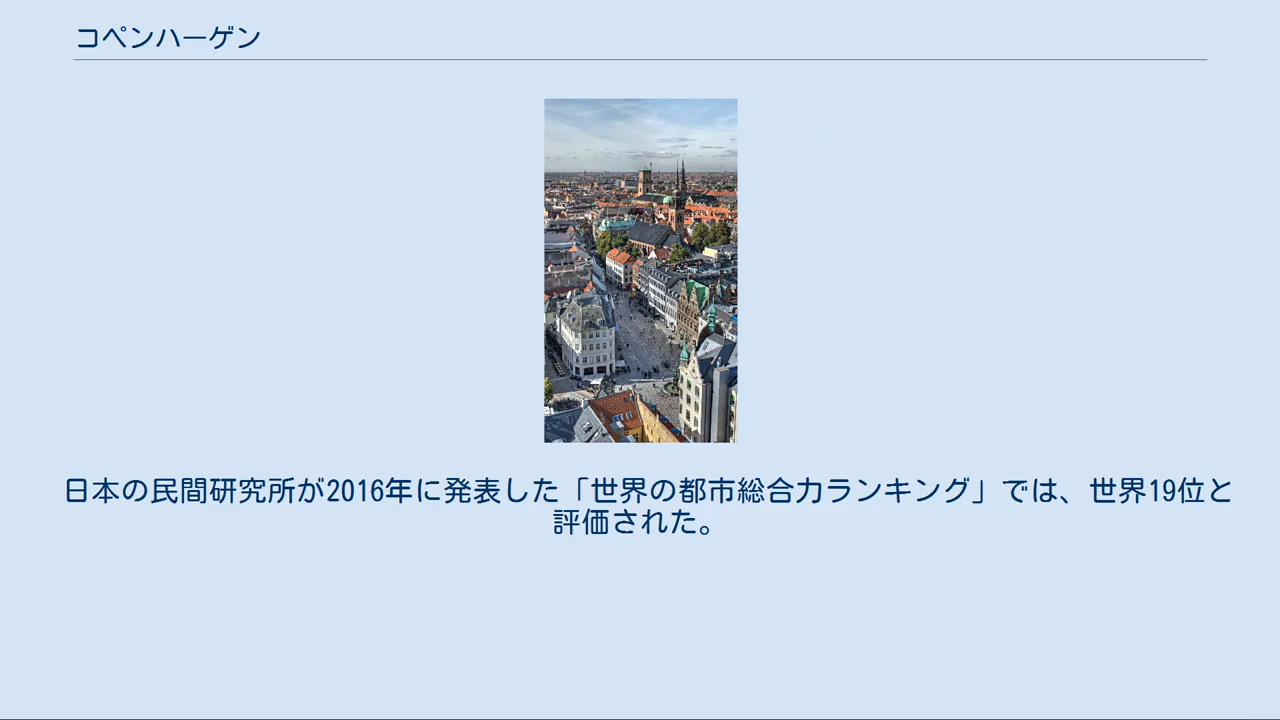 コペンハーゲン
日本の民間研究所が2016年に発表した「世界の都市総合力ランキング」では、世界19位と
評価された。